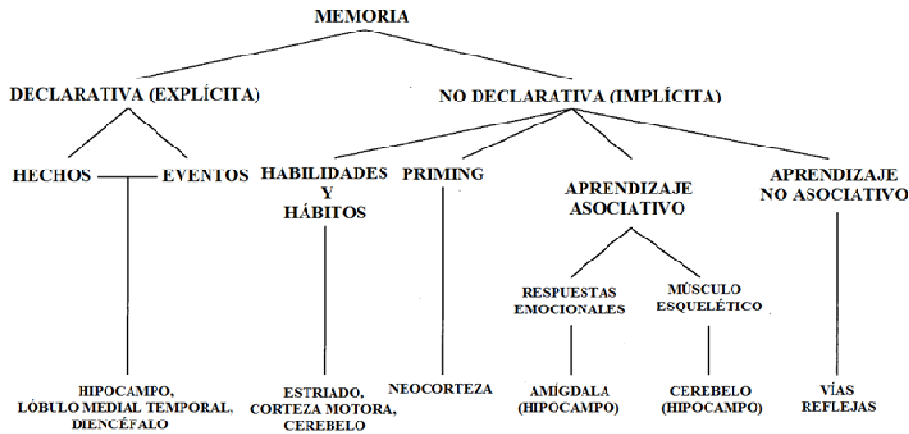 MEMORIA
DECLARATIVA (EXPLÍCITA)
NO DECLARATIVA (IMPLÍCITA)
HECHOS
EVENTOS
HABILIDADES
Y
HÁBITOS
PRIMING
APRENDIZAJE
ASOCIATIVO
APRENDIZAJE
NO ASOCIATIVO
RESPUESTAS
EMOCIONALES
MÚSCULO
ESQUELÉTICO
HIPOCAMPO,
LÓBULO MEDIAL TEMPORAL,
DIENCÉFALO
ESTRIADO,
CORTEZA MOTORA,
CEREBELO
NEOCORTEZA
AMÍGDALA
(HIPOCAMPO)
CEREBELO
(HIPOCAMPO)
VÍAS
REFLEJAS